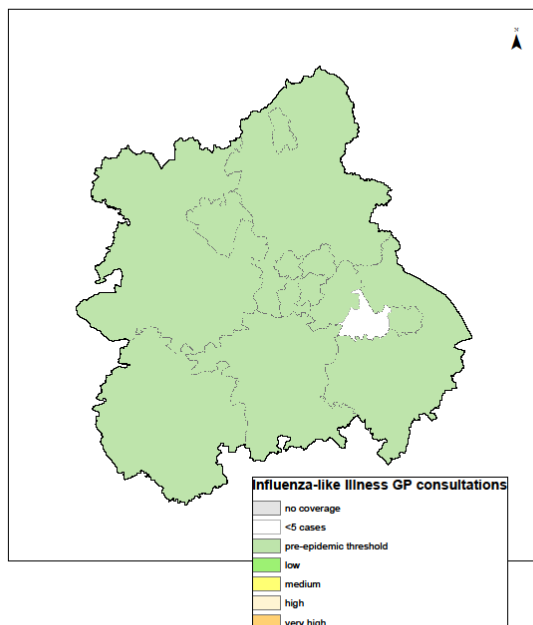 N
Influenza-like Illness GP consultations
no coverage
<5 cases
pre-epidemic threshold
low
medium
high
very high